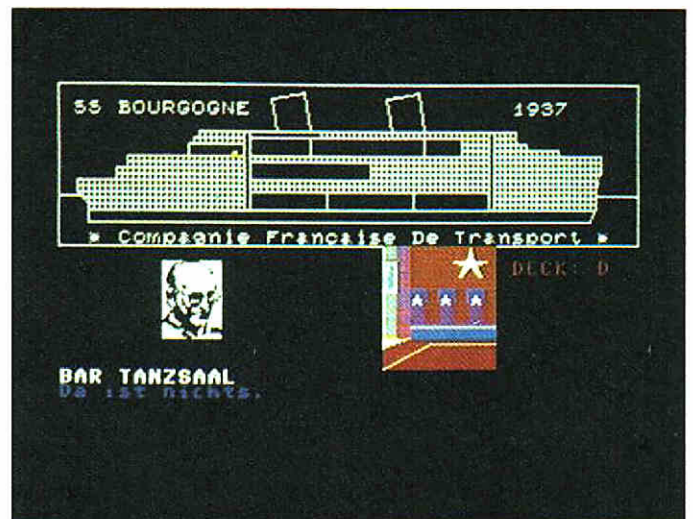 SS BOURGOGNE 1937
* Compagnie Francaise De Transport *
DECK: D
BAR TANZSAAL
Da ist nichts.